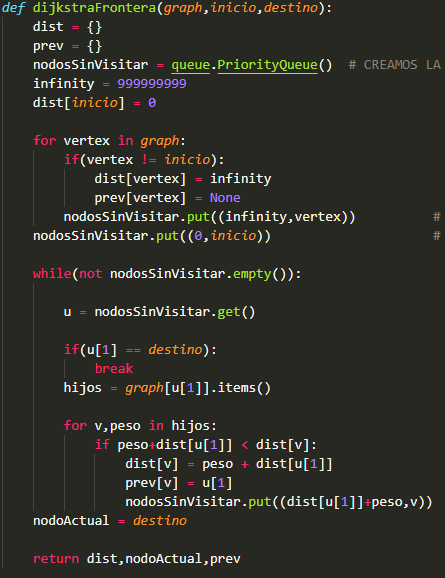 def dijkstraFrontera(graph,inicio,destino):
    dist = {}
    prev = {}
    nodosSinVisitar = queue.PriorityQueue()  # CREAMOS LA
    infinity = 999999999
    dist[inicio] = 0

    for vertex in graph:
        if(vertex != inicio):
            dist[vertex] = infinity
            prev[vertex] = None
        nodosSinVisitar.put((infinity,vertex))          #
    nodosSinVisitar.put((0,inicio))                     #

    while(not nodosSinVisitar.empty()):

        u = nodosSinVisitar.get()

        if(u[1] == destino):
            break
        hijos = graph[u[1]].items()

        for v,peso in hijos:
            if peso+dist[u[1]] < dist[v]:
                dist[v] = peso + dist[u[1]]
                prev[v] = u[1]
                nodosSinVisitar.put((dist[u[1]]+peso,v))
    nodoActual = destino

    return dist,nodoActual,prev